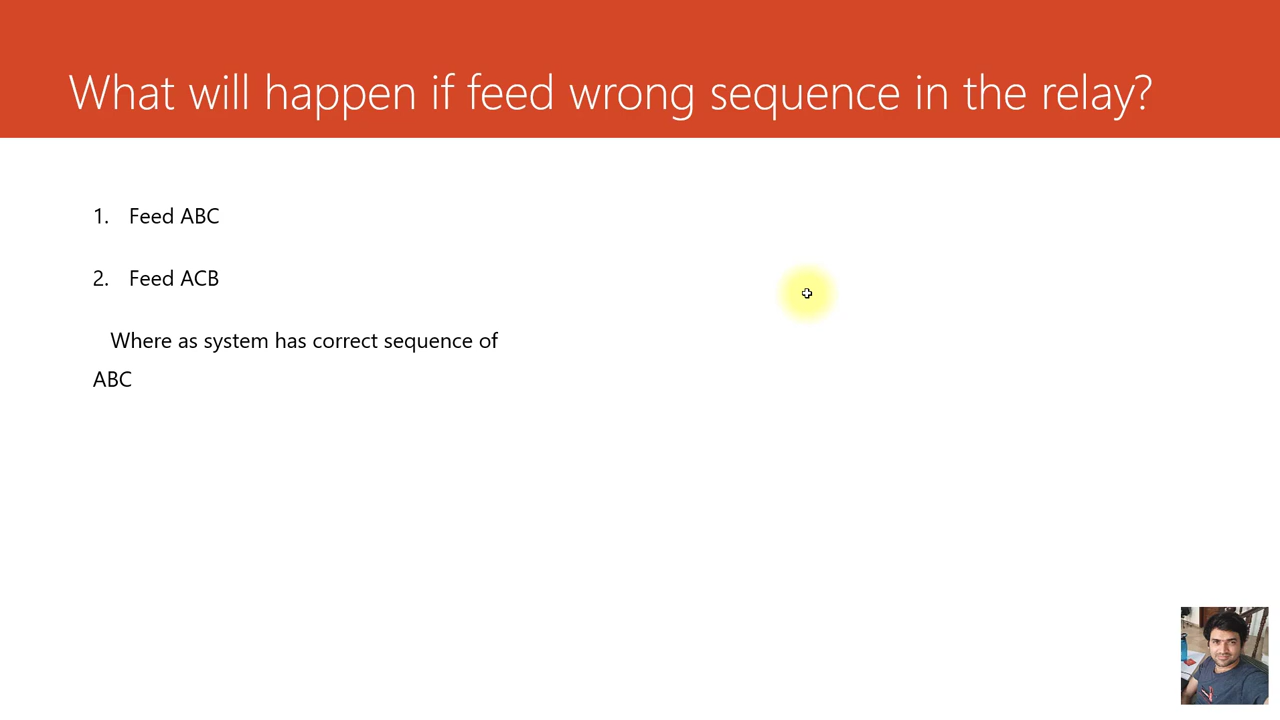 What will happen if feed wrong sequence in the relay?
1. Feed ABC
2. Feed ACB
Where as system has correct sequence of
ABC